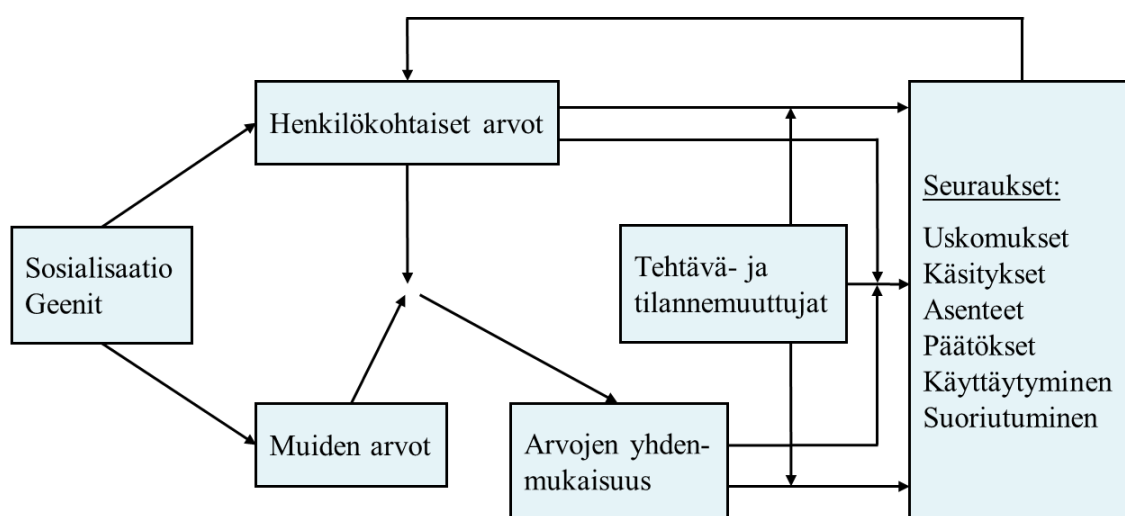 Henkilökohtaiset arvot
Sosialisaatio
Geenit
Muiden arvot
Arvojen yhden-
mukaisuus
Tehtävä- ja
tilannemuuttujat
Seuraukset:
Uskomukset
Käsitykset
Asenteet
Päätökset
Käyttäytyminen
Suoriutuminen